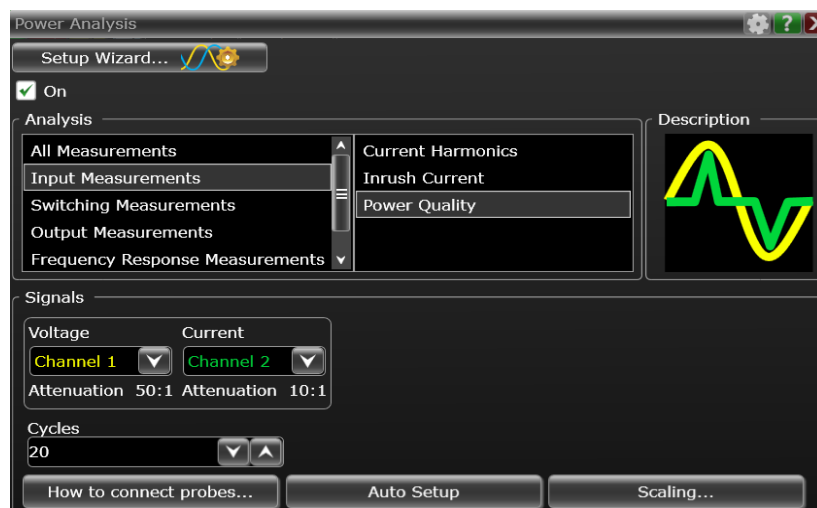 Power Analysis
?
Setup Wizard...
On
Analysis
Description
All Measurements
Input Measurements
Switching Measurements
Output Measurements
Frequency Response Measurements
Current Harmonics
Inrush Current
Power Quality
Signals
Voltage Current
Channel 1 Channel 2
Attenuation 50:1 Attenuation 10:1
Cycles
20
How to connect probes... Auto Setup Scaling...